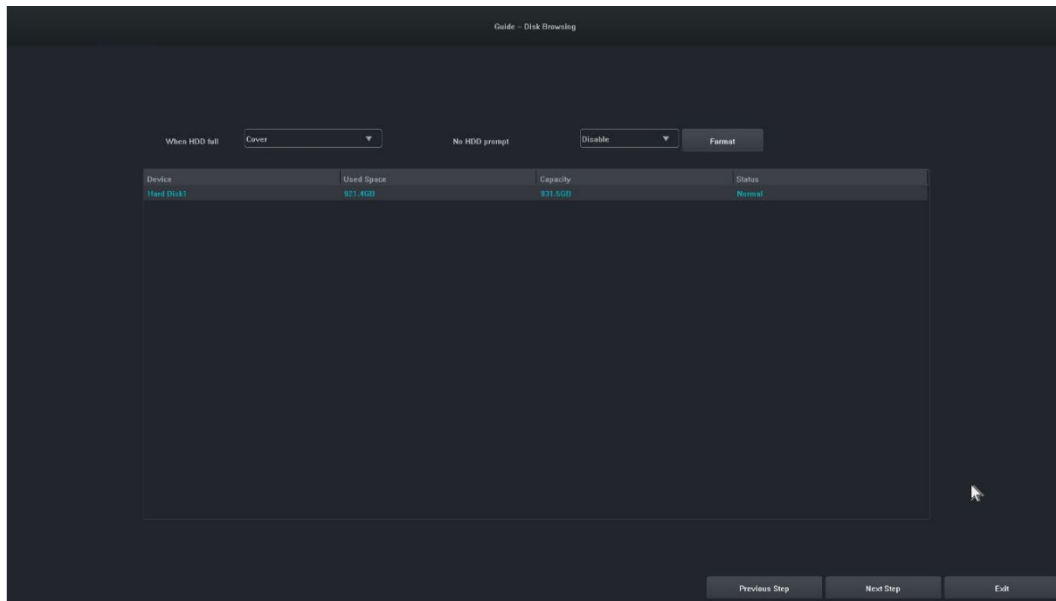 Guide - Disk Browsing
When HDD full Cover No HDD prompt Disable Format
Device Used Space Capacity Status
Hard Disk1 921.4GB 931.5GB Normal
Previous Step Next Step Exit